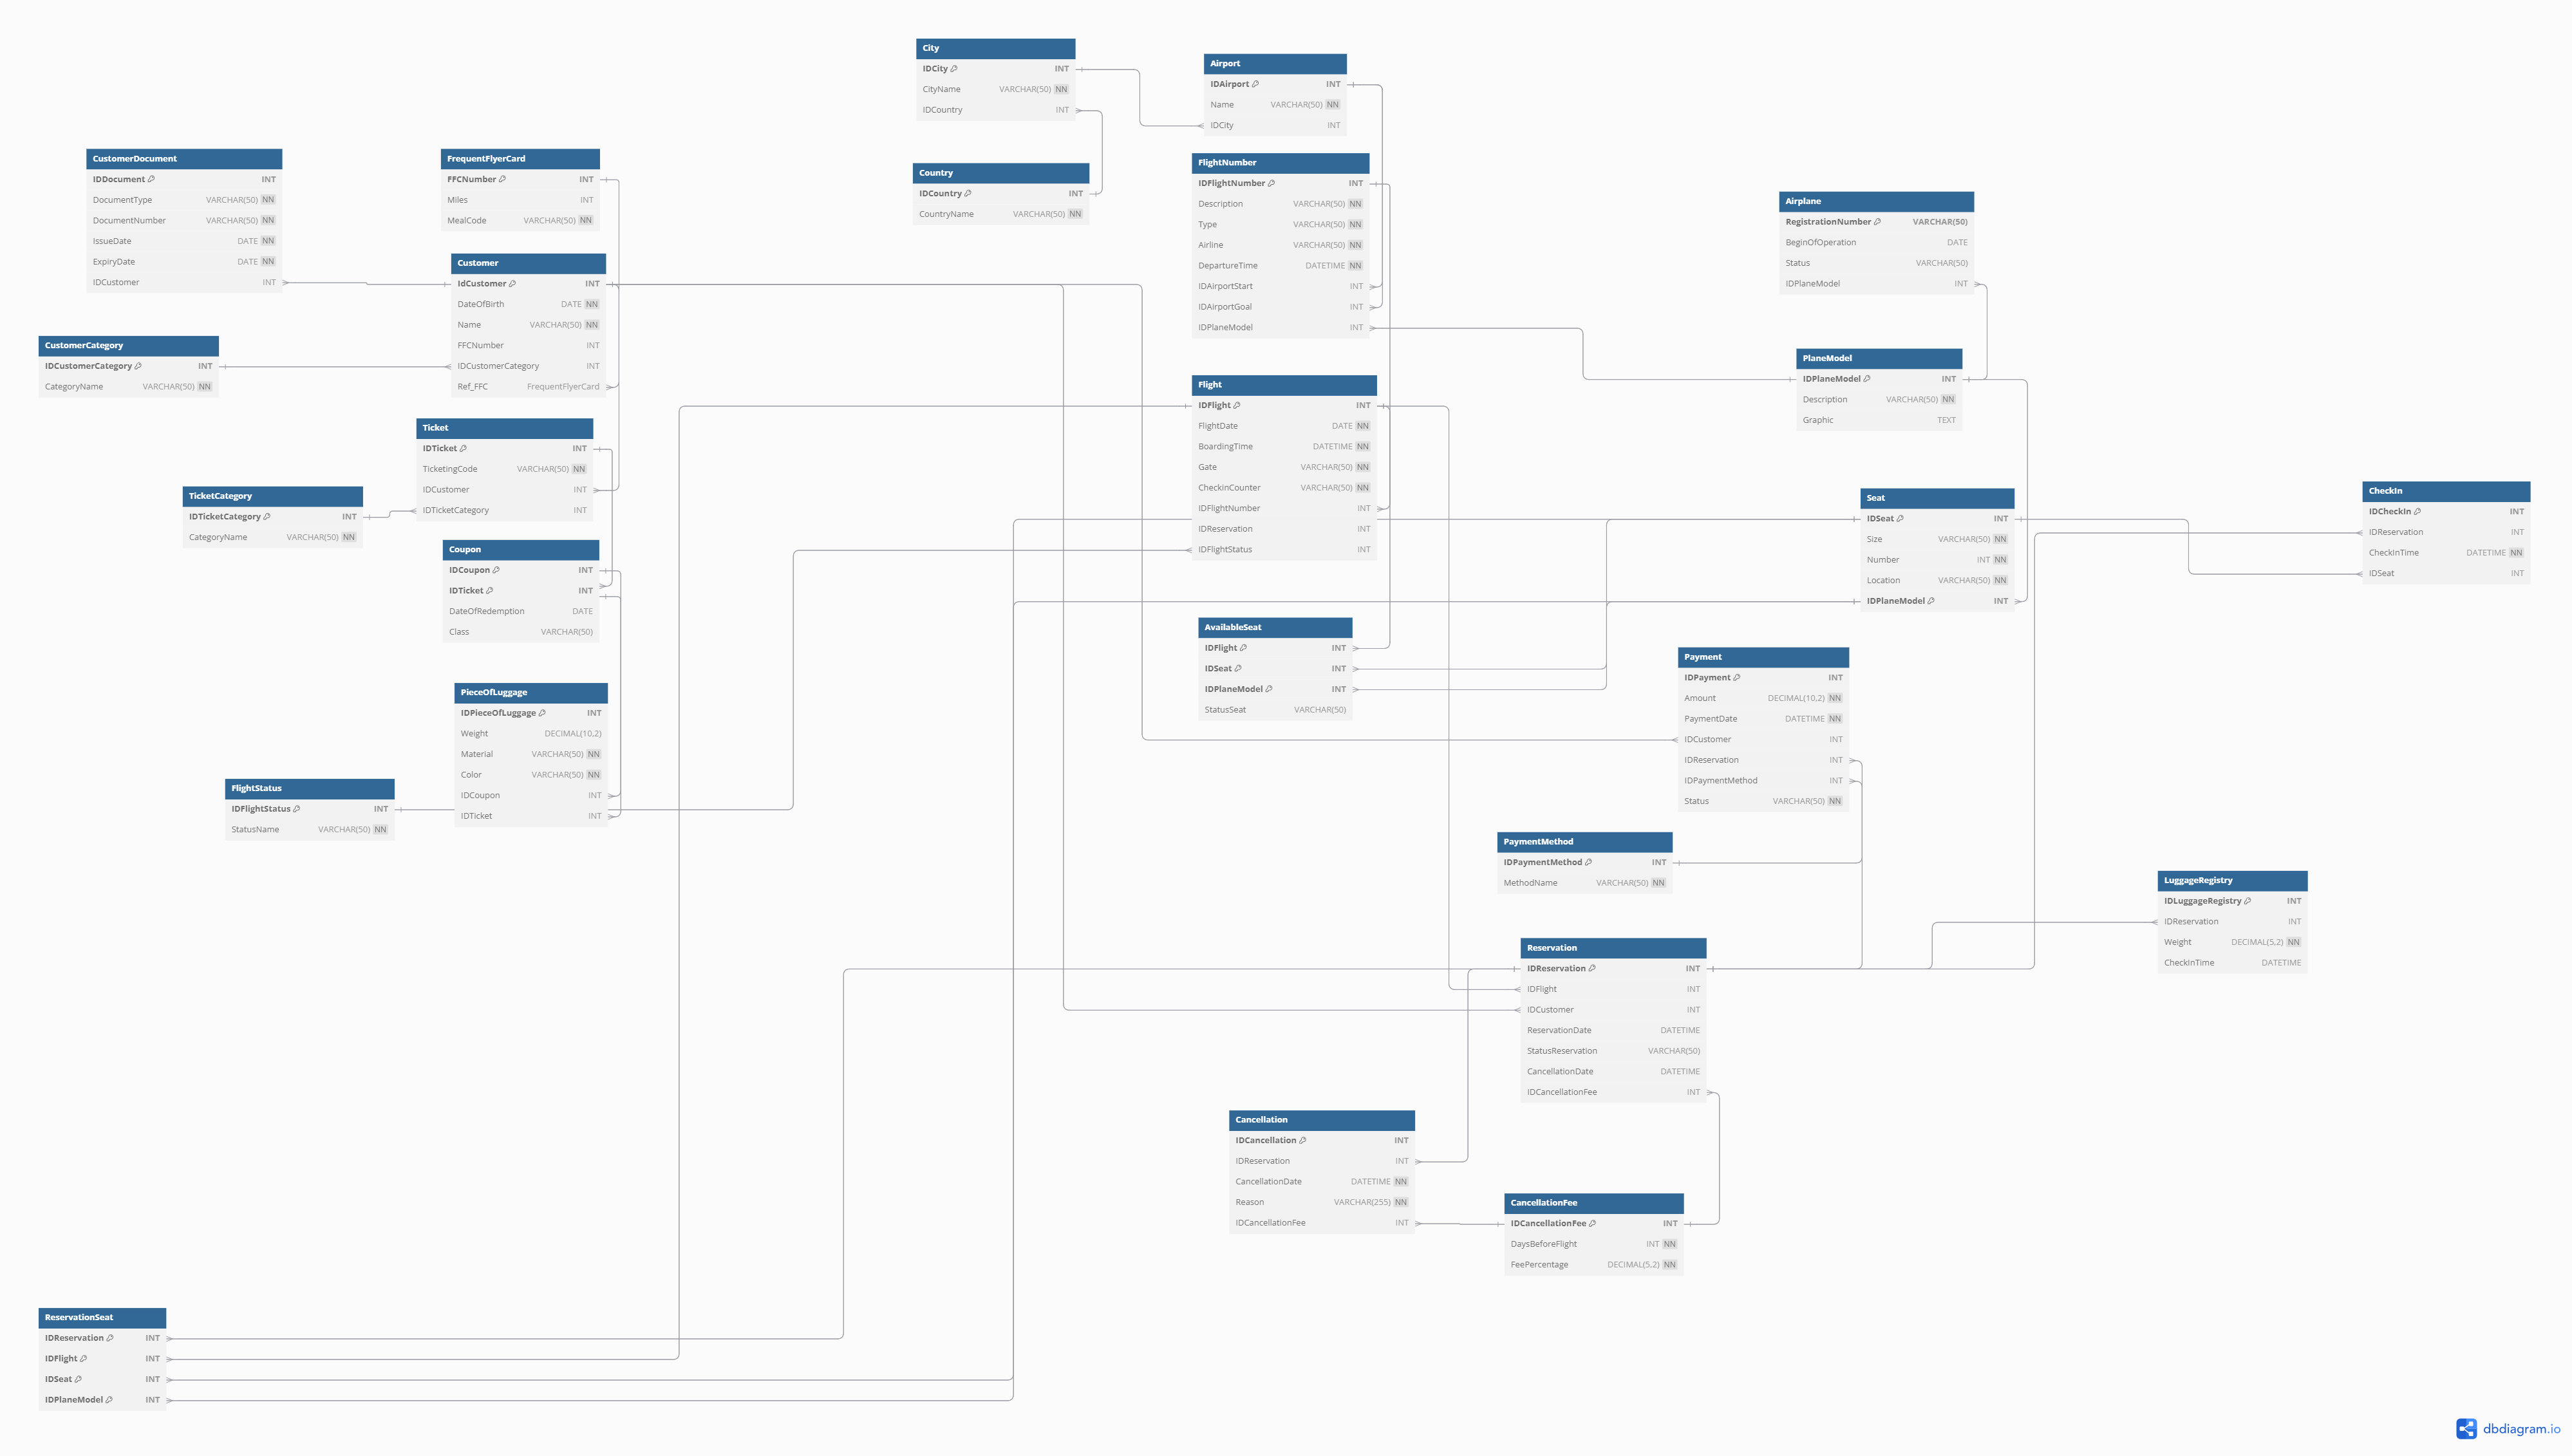 City
IDCity INT
CityName VARCHAR(50) NN
IDCountry INT
Airport
IDAirport INT
Name VARCHAR(50) NN
IDCity INT
CustomerDocument
IDDocument INT
DocumentType VARCHAR(50) NN
DocumentNumber VARCHAR(50) NN
IssueDate DATE NN
ExpiryDate DATE NN
IDCustomer INT
FrequentFlyerCard
FFCNumber INT
Miles INT
MealCode VARCHAR(50) NN
Country
IDCountry INT
CountryName VARCHAR(50) NN
FlightNumber
IDFlightNumber INT
Description VARCHAR(50) NN
Type VARCHAR(50) NN
Airline VARCHAR(50) NN
DepartureTime DATETIME NN
IDAirportStart INT
IDAirportGoal INT
IDPlaneModel INT
Airplane
RegistrationNumber VARCHAR(50)
BeginOfOperation DATE
Status VARCHAR(50)
IDPlaneModel INT
Customer
IdCustomer INT
DateOfBirth DATE NN
Name VARCHAR(50) NN
FFCNumber INT
IDCustomerCategory INT
Ref_FFC FrequentFlyerCard
CustomerCategory
IDCustomerCategory INT
CategoryName VARCHAR(50) NN
PlaneModel
IDPlaneModel INT
Description VARCHAR(50) NN
Graphic TEXT
Flight
IDFlight INT
FlightDate DATE NN
BoardingTime DATETIME NN
Gate VARCHAR(50) NN
CheckinCounter VARCHAR(50) NN
IDFlightNumber INT
IDReservation INT
IDFlightStatus INT
Ticket
IDTicket INT
TicketingCode VARCHAR(50) NN
IDCustomer INT
IDTicketCategory INT
TicketCategory
IDTicketCategory INT
CategoryName VARCHAR(50) NN
Seat
IDSeat INT
Size VARCHAR(50) NN
Number INT NN
Location VARCHAR(50) NN
IDPlaneModel INT
CheckIn
IDCheckIn INT
IDReservation INT
CheckInTime DATETIME NN
IDSeat INT
Coupon
IDCoupon INT
IDTicket INT
DateOfRedemption DATE
Class VARCHAR(50)
AvailableSeat
IDFlight INT
IDSeat INT
IDPlaneModel INT
StatusSeat VARCHAR(50)
Payment
IDPayment INT
Amount DECIMAL(10,2) NN
PaymentDate DATETIME NN
IDCustomer INT
IDReservation INT
IDPaymentMethod INT
Status VARCHAR(50) NN
PieceOfLuggage
IDPieceOfLuggage INT
Weight DECIMAL(10,2)
Material VARCHAR(50) NN
Color VARCHAR(50) NN
IDCoupon INT
IDTicket INT
FlightStatus
IDFlightStatus INT
StatusName VARCHAR(50) NN
PaymentMethod
IDPaymentMethod INT
MethodName VARCHAR(50) NN
LuggageRegistry
IDLuggageRegistry INT
IDReservation INT
Weight DECIMAL(5,2) NN
CheckInTime DATETIME
Reservation
IDReservation INT
IDFlight INT
IDCustomer INT
ReservationDate DATETIME
StatusReservation VARCHAR(50)
CancellationDate DATETIME
IDCancellationFee INT
Cancellation
IDCancellation INT
IDReservation INT
CancellationDate DATETIME NN
Reason VARCHAR(255) NN
IDCancellationFee INT
CancellationFee
IDCancellationFee INT
DaysBeforeFlight INT NN
FeePercentage DECIMAL(5,2) NN
ReservationSeat
IDReservation INT
IDFlight INT
IDSeat INT
IDPlaneModel INT
dbdiagram.io